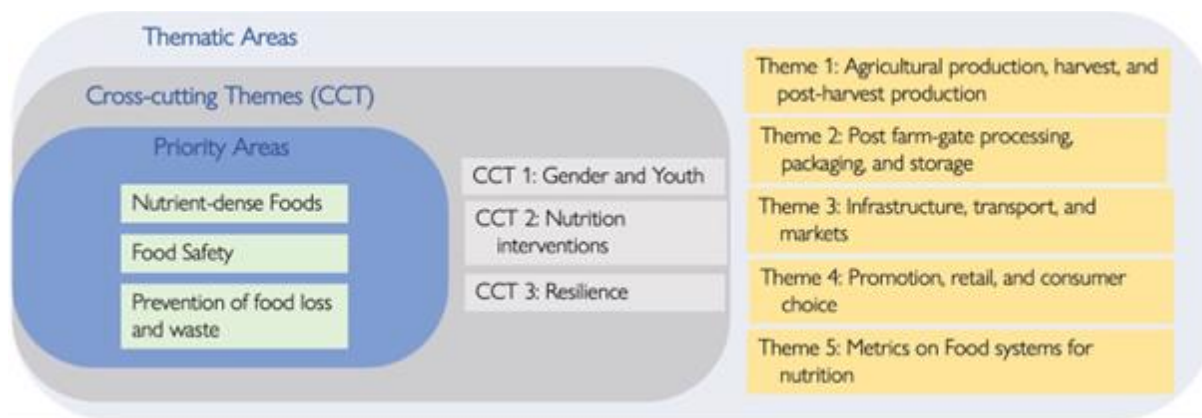 Thematic Areas
Cross-cutting Themes (CCT)
Priority Areas
Nutrient-dense Foods
Food Safety
Prevention of food loss
and waste
CCT 1: Gender and Youth
CCT 2: Nutrition
interventions
CCT 3: Resilience
Theme 1: Agricultural production, harvest, and
post-harvest production
Theme 2: Post farm-gate processing,
packaging, and storage
Theme 3: Infrastructure, transport, and
markets
Theme 4: Promotion, retail, and consumer
choice
Theme 5: Metrics on Food systems for
nutrition